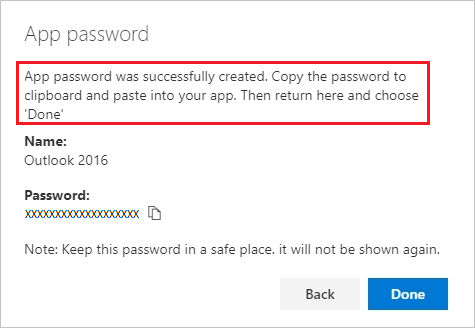 App password
App password was successfully created. Copy the password to
clipboard and paste into your app. Then return here and choose
'Done'
Name:
Outlook 2016
Password:
xxxxxxxxxxxxxxxxxxx
Note: Keep this password in a safe place. it will not be shown again.
Back
Done